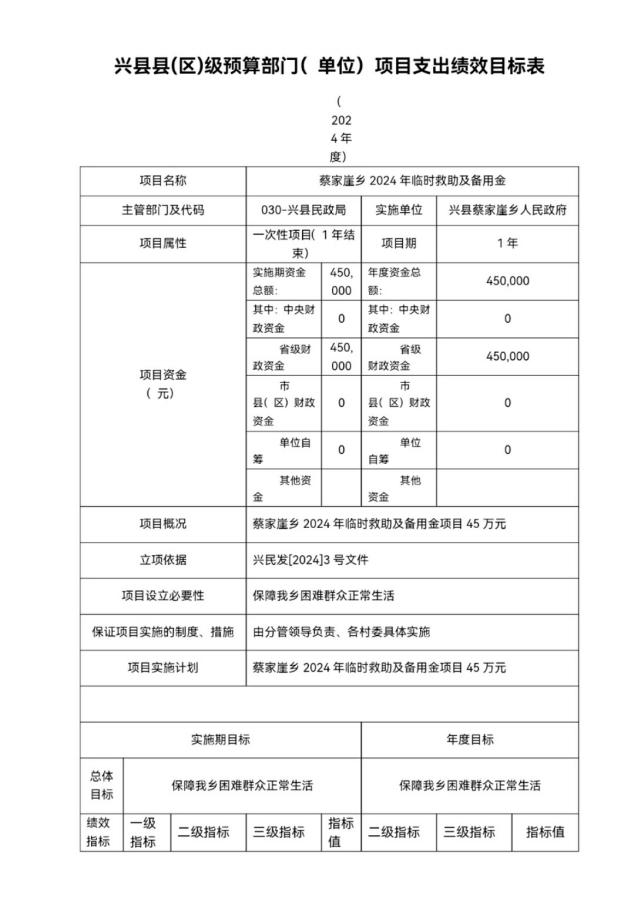 兴县县(区)级预算部门( 单位) 项目支出绩效目标表
(
202
4 年
度)
项目名称 蔡家崖乡 2024 年临时救助及备用金
主管部门及代码 030-兴县民政局 实施单位 兴县蔡家崖乡人民政府
项目属性 一次性项目( 1 年结
束) 项目期 1 年
项目资金
( 元)
实施期资金
总额: 450,
000 年度资金总
额: 450,000
其中: 中央财
政资金 0 其中: 中央财
政资金 0
省级财
政资金 450,
000 省级
财政资金 450,000
市
县( 区) 财政
资金 0 市
县( 区) 财政
资金 0
单位自
筹 0 单位
自筹 0
其他资
金 其他
资金
项目概况 蔡家崖乡 2024 年临时救助及备用金项目 45 万元
立项依据 兴民发[2024]3 号文件
项目设立必要性 保障我乡困难群众正常生活
保证项目实施的制度、措施 由分管领导负责、各村委具体实施
项目实施计划 蔡家崖乡 2024 年临时救助及备用金项目 45 万元
实施期目标 年度目标
总体
目标 保障我乡困难群众正常生活 保障我乡困难群众正常生活
绩效
指标 一级
指标 二级指标 三级指标 指标
值 二级指标 三级指标 指标值